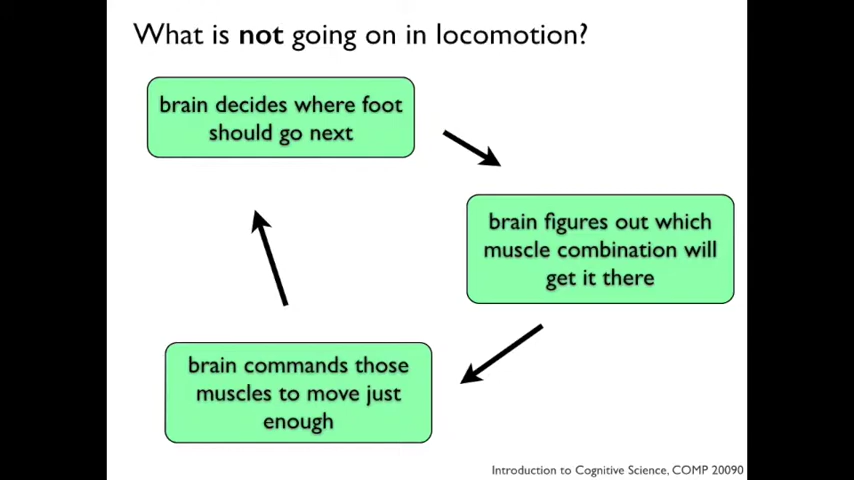 What is not going on in locomotion?
brain decides where foot
should go next
brain figures out which
muscle combination will
get it there
brain commands those
muscles to move just
enough
Introduction to Cognitive Science, COMP 20090